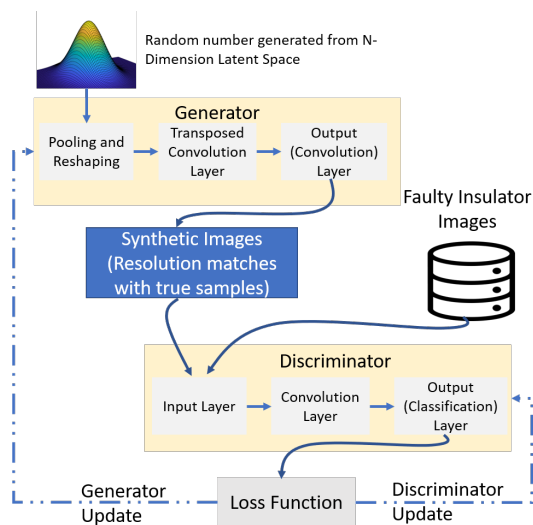 Random number generated from N-
Dimension Latent Space
Generator
Pooling and
Reshaping
Transposed
Convolution
Layer
Output
(Convolution)
Layer
Faulty Insulator
Images
Synthetic Images
(Resolution matches
with true samples)
Discriminator
Input Layer
Convolution
Layer
Output
(Classification)
Layer
Generator
Update
Loss Function
Discriminator
Update